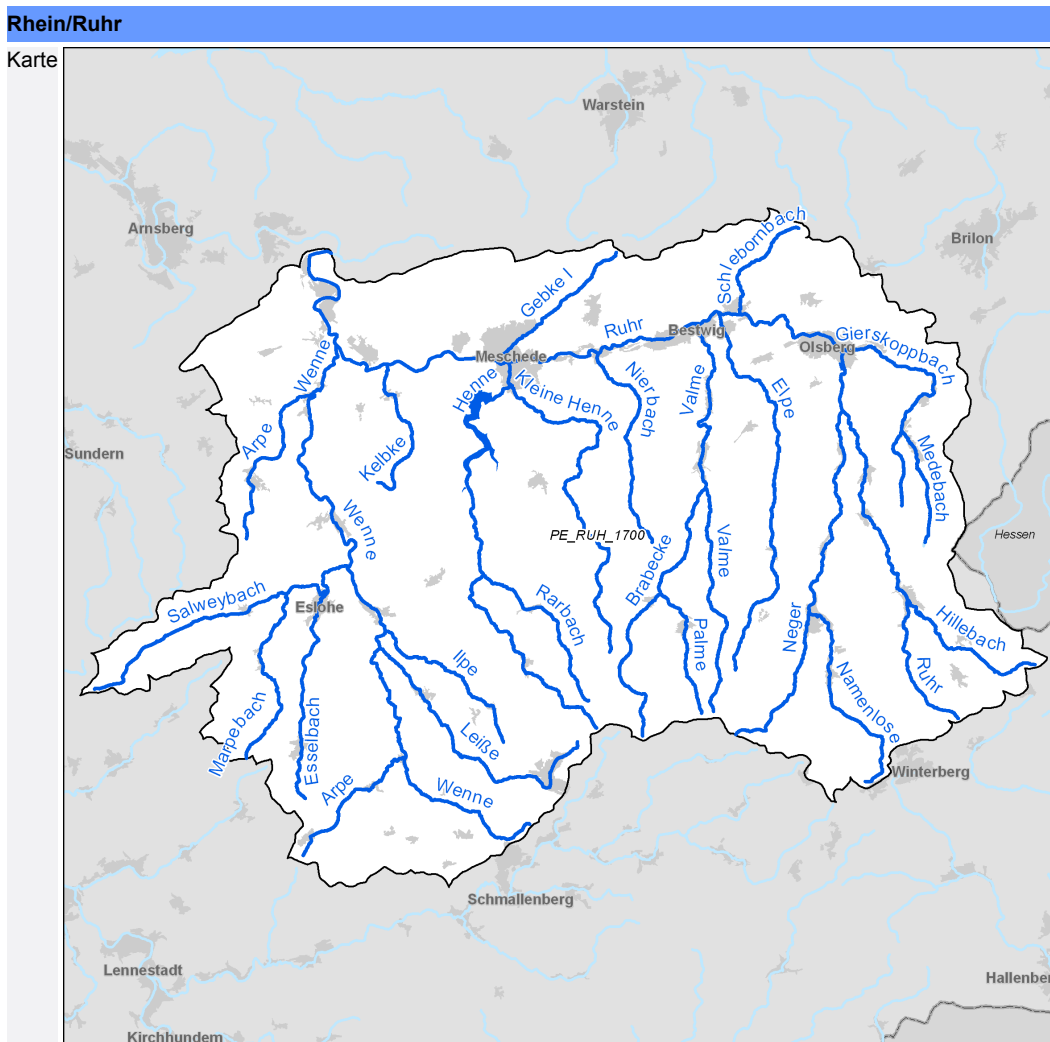 Rhein/Ruhr
Karte
Warstein
Arnsberg
Schlebornbach
Brilon
Gebke I
Ruhr
Bestwig
Gierskoppbach
Olsberg
Meschede
Wenne
Henne
Kleine Henne
Nierbach
Valme
Elpe
Arpe
Sundern
Kelbke
Medebach
Wenne
PE_RUH_1700
Hessen
Valme
Brabecke
Salweybach
Eslohe
Rarbach
Palme
Neger
Hillebach
Ilpe
Ruhr
Namenlose
Marpebach
Esselbach
Leiße
Arpe
Wenne
Winterberg
Schmallenberg
Lennestadt
Hallenber
Kirchhundem